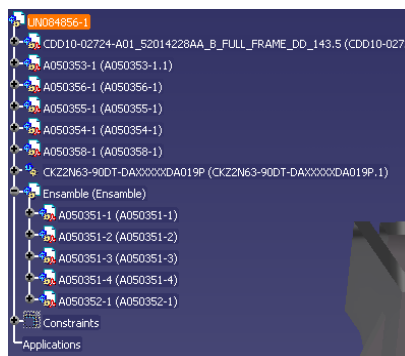 UN084856-1
CDD10-02724-A01_52014228AA_B_FULL_FRAME_DD_143.5 (CDD10-027
A050353-1 (A050353-1.1)
A050356-1 (A050356-1)
A050355-1 (A050355-1)
A050354-1 (A050354-1)
A050358-1 (A050358-1)
CKZ2N63-90DT-DAXXXXXDA019P (CKZ2N63-90DT-DAXXXXXDA019P.1)
Ensamble (Ensamble)
A050351-1 (A050351-1)
A050351-2 (A050351-2)
A050351-3 (A050351-3)
A050351-4 (A050351-4)
A050352-1 (A050352-1)
Constraints
Applications